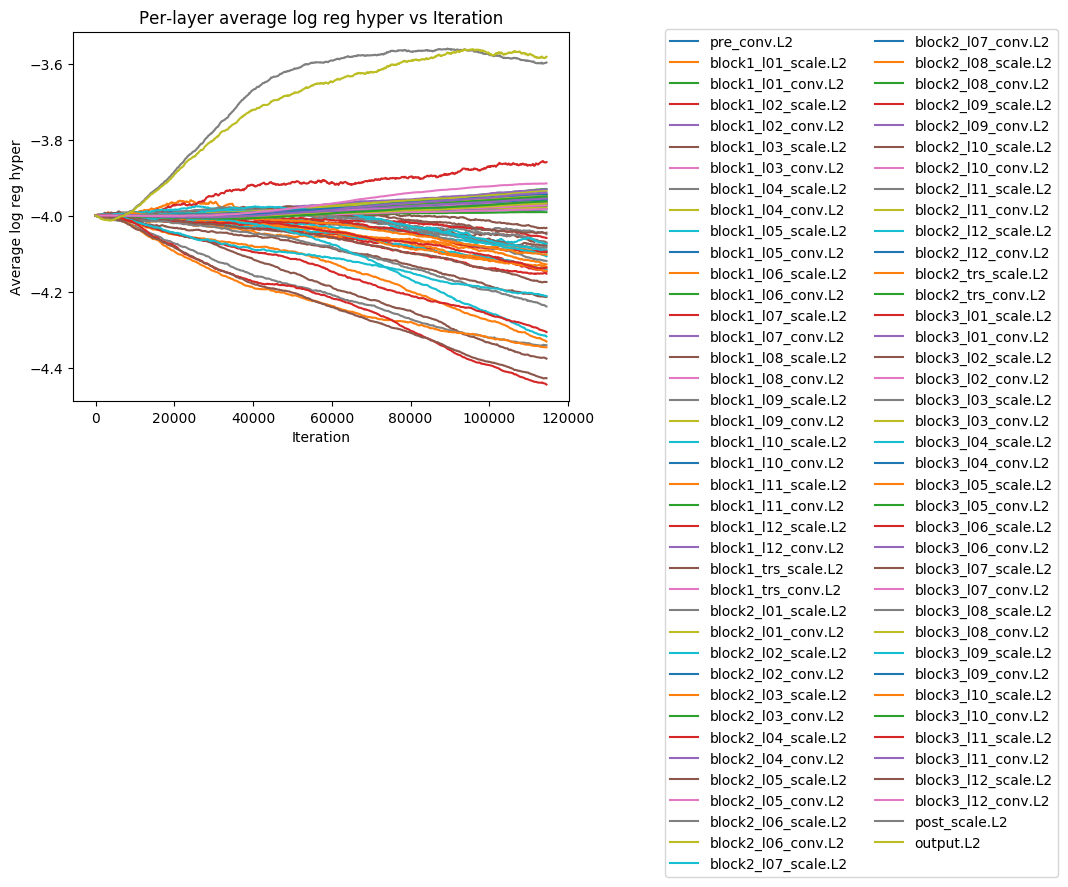 Per-layer average log reg hyper vs Iteration
Average log reg hyper
−3.6
−3.8
−4.0
−4.2
−4.4
0
20000
40000
60000
80000
100000
120000
Iteration
pre_conv.L2
block1_l01_scale.L2
block1_l01_conv.L2
block1_l02_scale.L2
block1_l02_conv.L2
block1_l03_scale.L2
block1_l03_conv.L2
block1_l04_scale.L2
block1_l04_conv.L2
block1_l05_scale.L2
block1_l05_conv.L2
block1_l06_scale.L2
block1_l06_conv.L2
block1_l07_scale.L2
block1_l07_conv.L2
block1_l08_scale.L2
block1_l08_conv.L2
block1_l09_scale.L2
block1_l09_conv.L2
block1_l10_scale.L2
block1_l10_conv.L2
block1_l11_scale.L2
block1_l11_conv.L2
block1_l12_scale.L2
block1_l12_conv.L2
block1_trs_scale.L2
block1_trs_conv.L2
block2_l01_scale.L2
block2_l01_conv.L2
block2_l02_scale.L2
block2_l02_conv.L2
block2_l03_scale.L2
block2_l03_conv.L2
block2_l04_scale.L2
block2_l04_conv.L2
block2_l05_scale.L2
block2_l05_conv.L2
block2_l06_scale.L2
block2_l06_conv.L2
block2_l07_scale.L2
block2_l07_conv.L2
block2_l08_scale.L2
block2_l08_conv.L2
block2_l09_scale.L2
block2_l09_conv.L2
block2_l10_scale.L2
block2_l10_conv.L2
block2_l11_scale.L2
block2_l11_conv.L2
block2_l12_scale.L2
block2_l12_conv.L2
block2_trs_scale.L2
block2_trs_conv.L2
block3_l01_scale.L2
block3_l01_conv.L2
block3_l02_scale.L2
block3_l02_conv.L2
block3_l03_scale.L2
block3_l03_conv.L2
block3_l04_scale.L2
block3_l04_conv.L2
block3_l05_scale.L2
block3_l05_conv.L2
block3_l06_scale.L2
block3_l06_conv.L2
block3_l07_scale.L2
block3_l07_conv.L2
block3_l08_scale.L2
block3_l08_conv.L2
block3_l09_scale.L2
block3_l09_conv.L2
block3_l10_scale.L2
block3_l10_conv.L2
block3_l11_scale.L2
block3_l11_conv.L2
block3_l12_scale.L2
block3_l12_conv.L2
post_scale.L2
output.L2